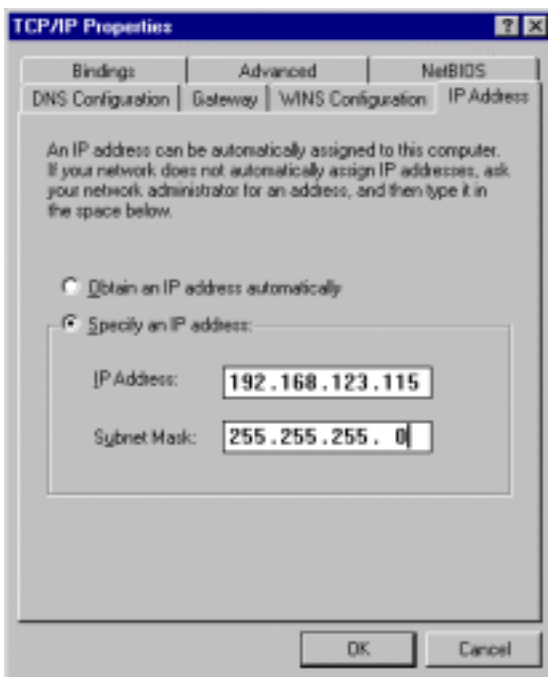 TCP/IP Properties
Bindings Advanced NetBIOS
DNS Configuration Gateway WINS Configuration IP Address
An IP address can be automatically assigned to this computer.
If your network does not automatically assign IP addresses, ask
your network administrator for an address, and then type it in
the space below.
Obtain an IP address automatically
Specify an IP address:
IP Address: 192.168.123.115
Subnet Mask: 255.255.255. 0
OK Cancel